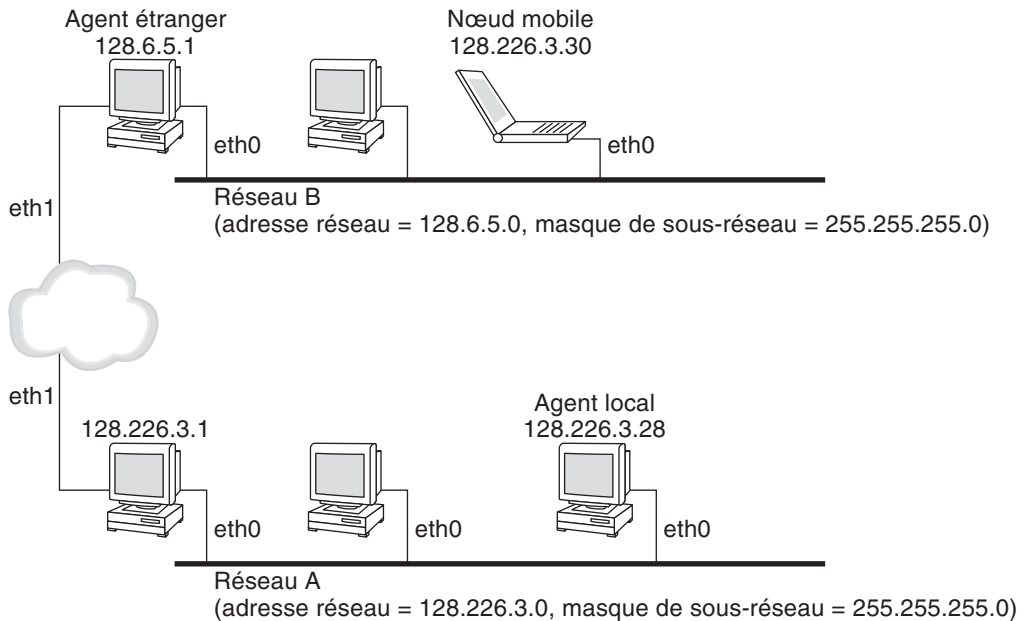 Agent étranger
128.6.5.1
Nœud mobile
128.226.3.30
eth0
eth0
Réseau B
(adresse réseau = 128.6.5.0, masque de sous-réseau = 255.255.255.0)
eth1
eth1
128.226.3.1
Agent local
128.226.3.28
eth0
eth0
eth0
Réseau A
(adresse réseau = 128.226.3.0, masque de sous-réseau = 255.255.255.0)